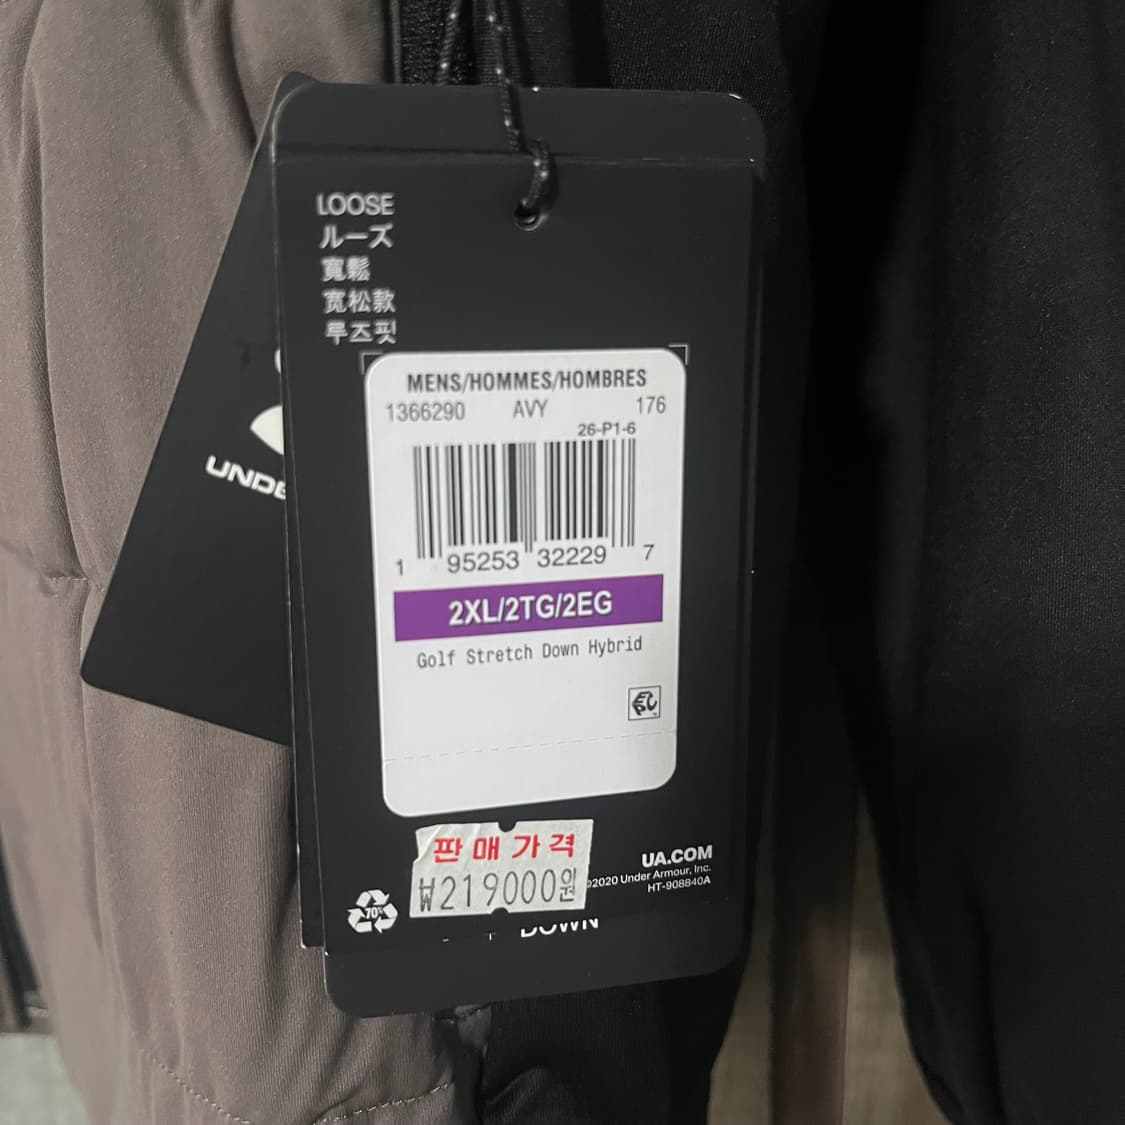 LOOSE
ルーズ
寬鬆
宽松款
루즈핏
UNDE
MENS/HOMMES/HOMBRES
1366290 AVY 176
26-P1-6
1 95253 32229 7
2XL/2TG/2EG
Golf Stretch Down Hybrid
판매가격
₩219000원
UA.COM
©2020 Under Armour, Inc.
HT-908840A
70%
DOWN